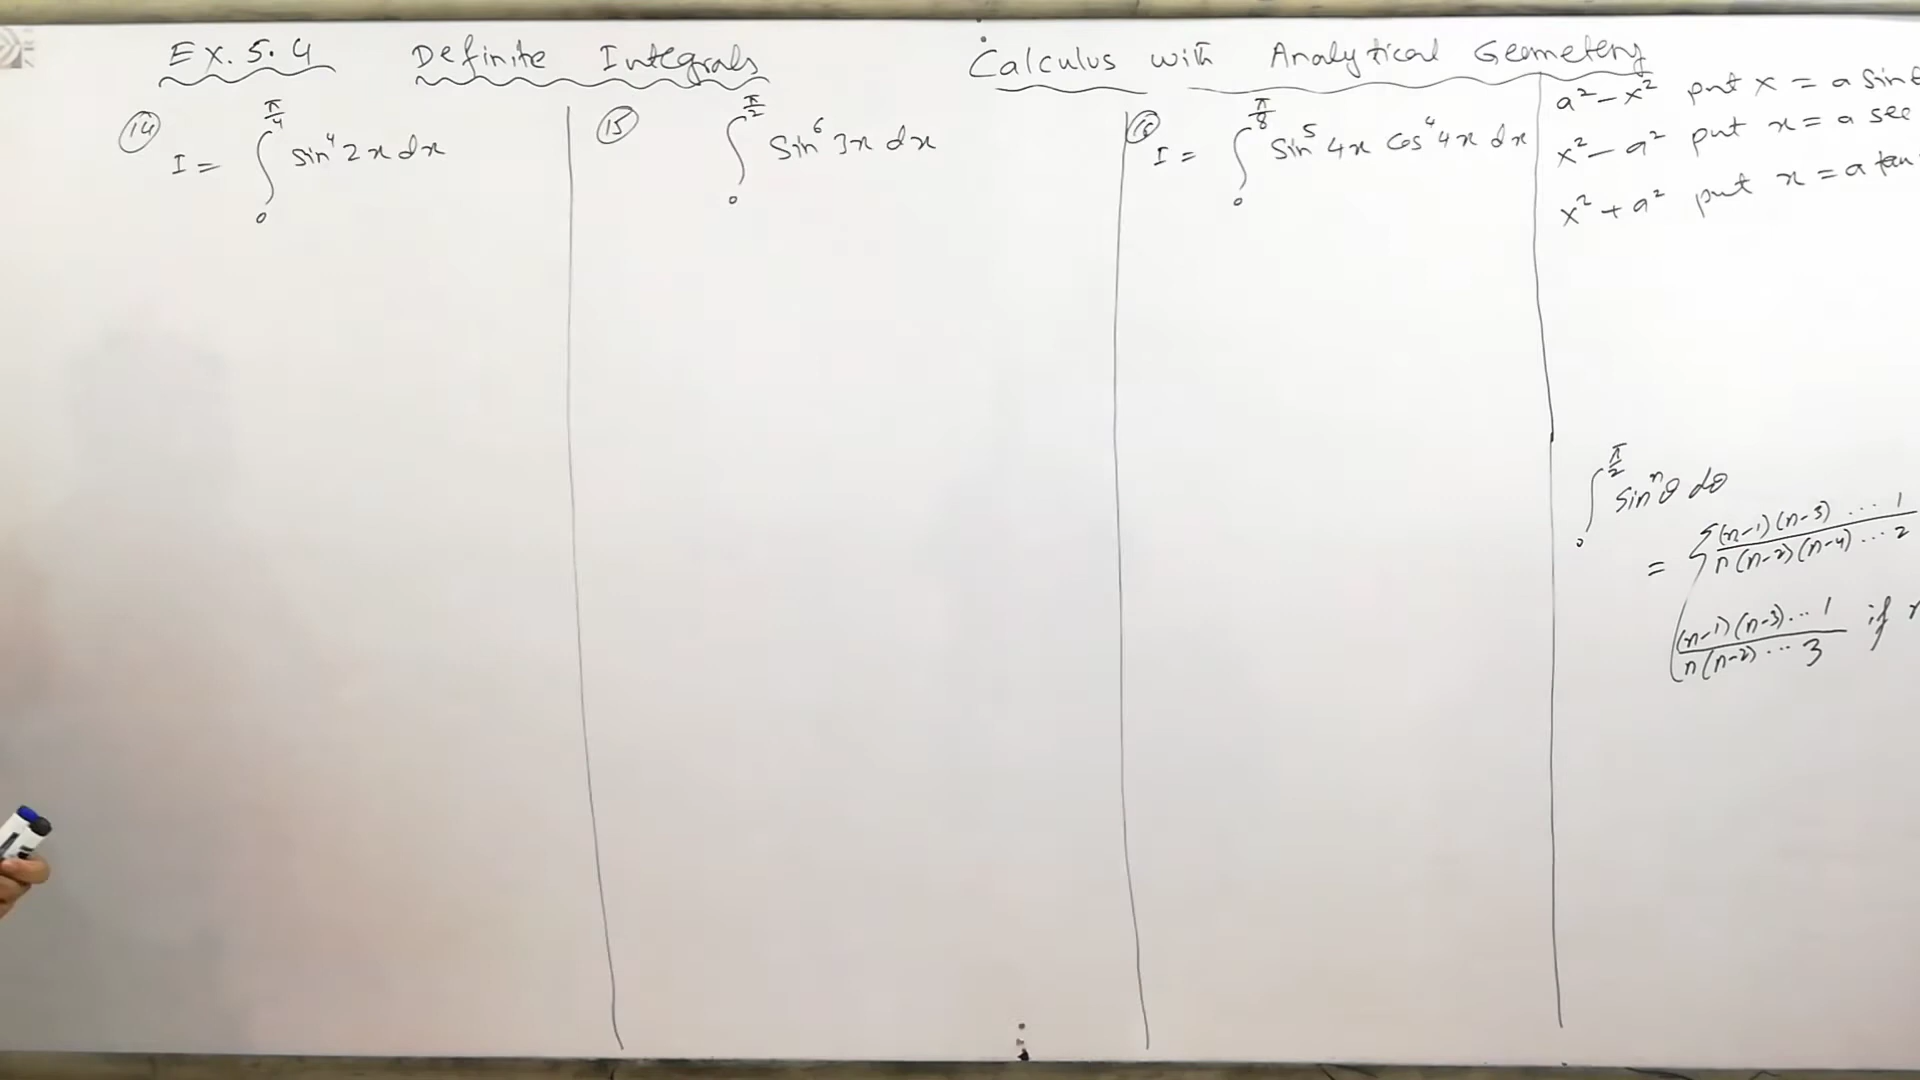 Ex. 5.4 Definite Integrals Calculus with Analytical Geometery
(14) I = ∫₀^{π/4} sin⁴ 2x dx
(15) ∫₀^{π/2} Sin⁶ 3x dx
(16) I = ∫₀^{π/8} Sin⁵ 4x Cos⁴ 4x dx
a² - x² put x = a sin
x² - a² put x = a sec
x² + a² put x = a tan
∫₀^{π/2} Sinⁿ θ dθ
= { (n-1)(n-3) ... 1 / n(n-2)(n-4) ... 2
(n-1)(n-3) ... 1 / n(n-2) ... 3 if